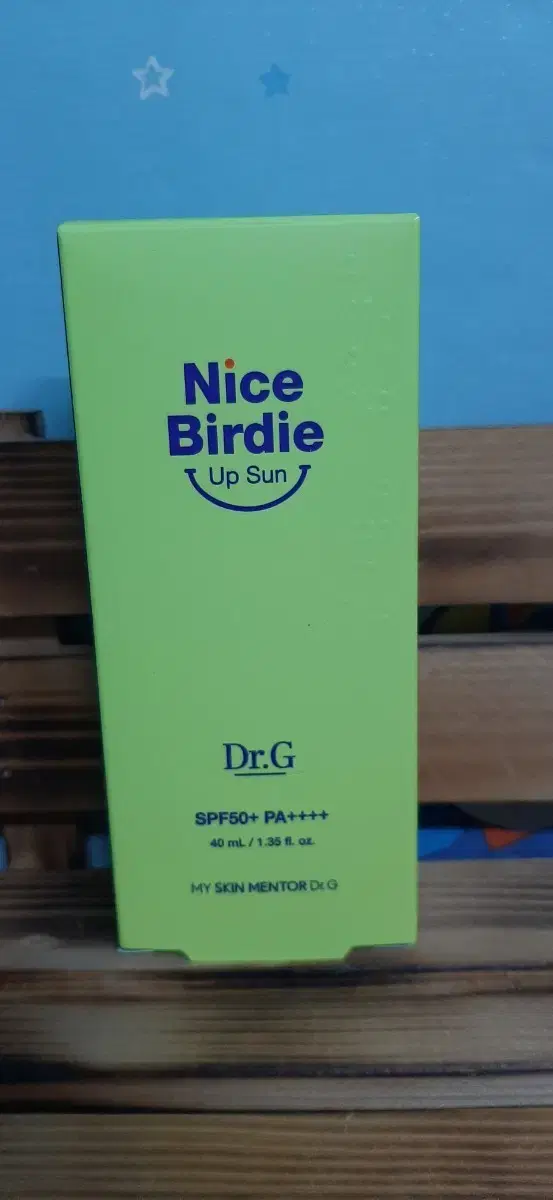 Nice
Birdie
Up Sun
Dr.G
SPF50+ PA++++
40 mL / 1.35 fl. oz.
MY SKIN MENTOR Dr.G